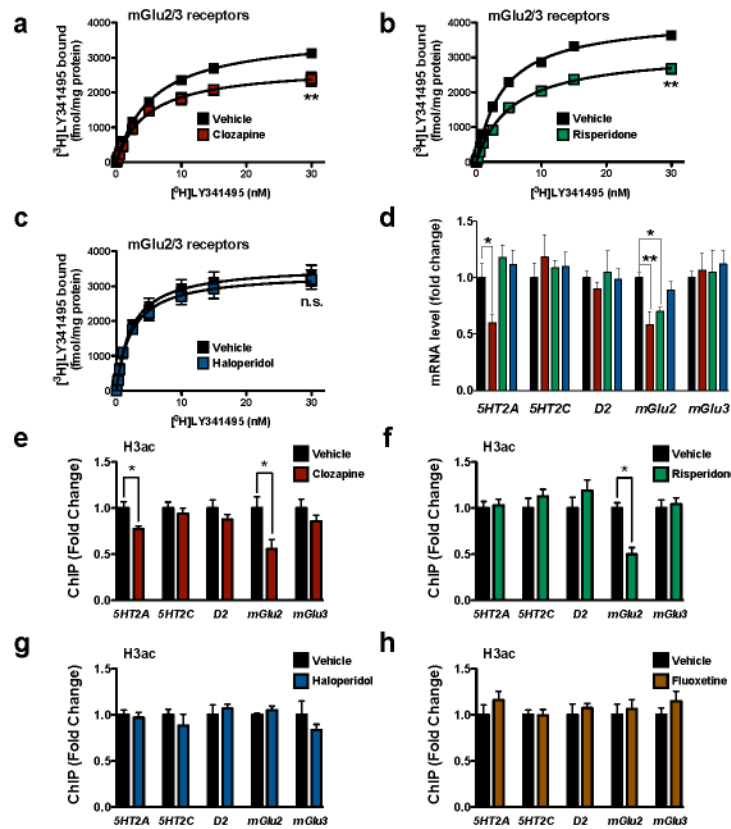 a
mGlu2/3 receptors
4000
3000
2000
1000
0
[³H]LY341495 bound
(fmol/mg protein)
Vehicle
Clozapine
**
0 10 20 30
[³H]LY341495 (nM)
b
mGlu2/3 receptors
4000
3000
2000
1000
0
[³H]LY341495 bound
(fmol/mg protein)
Vehicle
Risperidone
**
0 10 20 30
[³H]LY341495 (nM)
c
mGlu2/3 receptors
4000
3000
2000
1000
0
[³H]LY341495 bound
(fmol/mg protein)
Vehicle
Haloperidol
n.s.
0 10 20 30
[³H]LY341495 (nM)
d
1.5
1.0
0.5
0.0
mRNA level (fold change)
*
*
**
5HT2A 5HT2C D2 mGlu2 mGlu3
e
H3ac
1.5
1.0
0.5
0.0
ChIP (Fold Change)
Vehicle
Clozapine
*
*
5HT2A 5HT2C D2 mGlu2 mGlu3
f
H3ac
1.5
1.0
0.5
0.0
ChIP (Fold Change)
Vehicle
Risperidone
*
5HT2A 5HT2C D2 mGlu2 mGlu3
g
H3ac
1.5
1.0
0.5
0.0
ChIP (Fold Change)
Vehicle
Haloperidol
5HT2A 5HT2C D2 mGlu2 mGlu3
h
H3ac
1.5
1.0
0.5
0.0
ChIP (Fold Change)
Vehicle
Fluoxetine
5HT2A 5HT2C D2 mGlu2 mGlu3